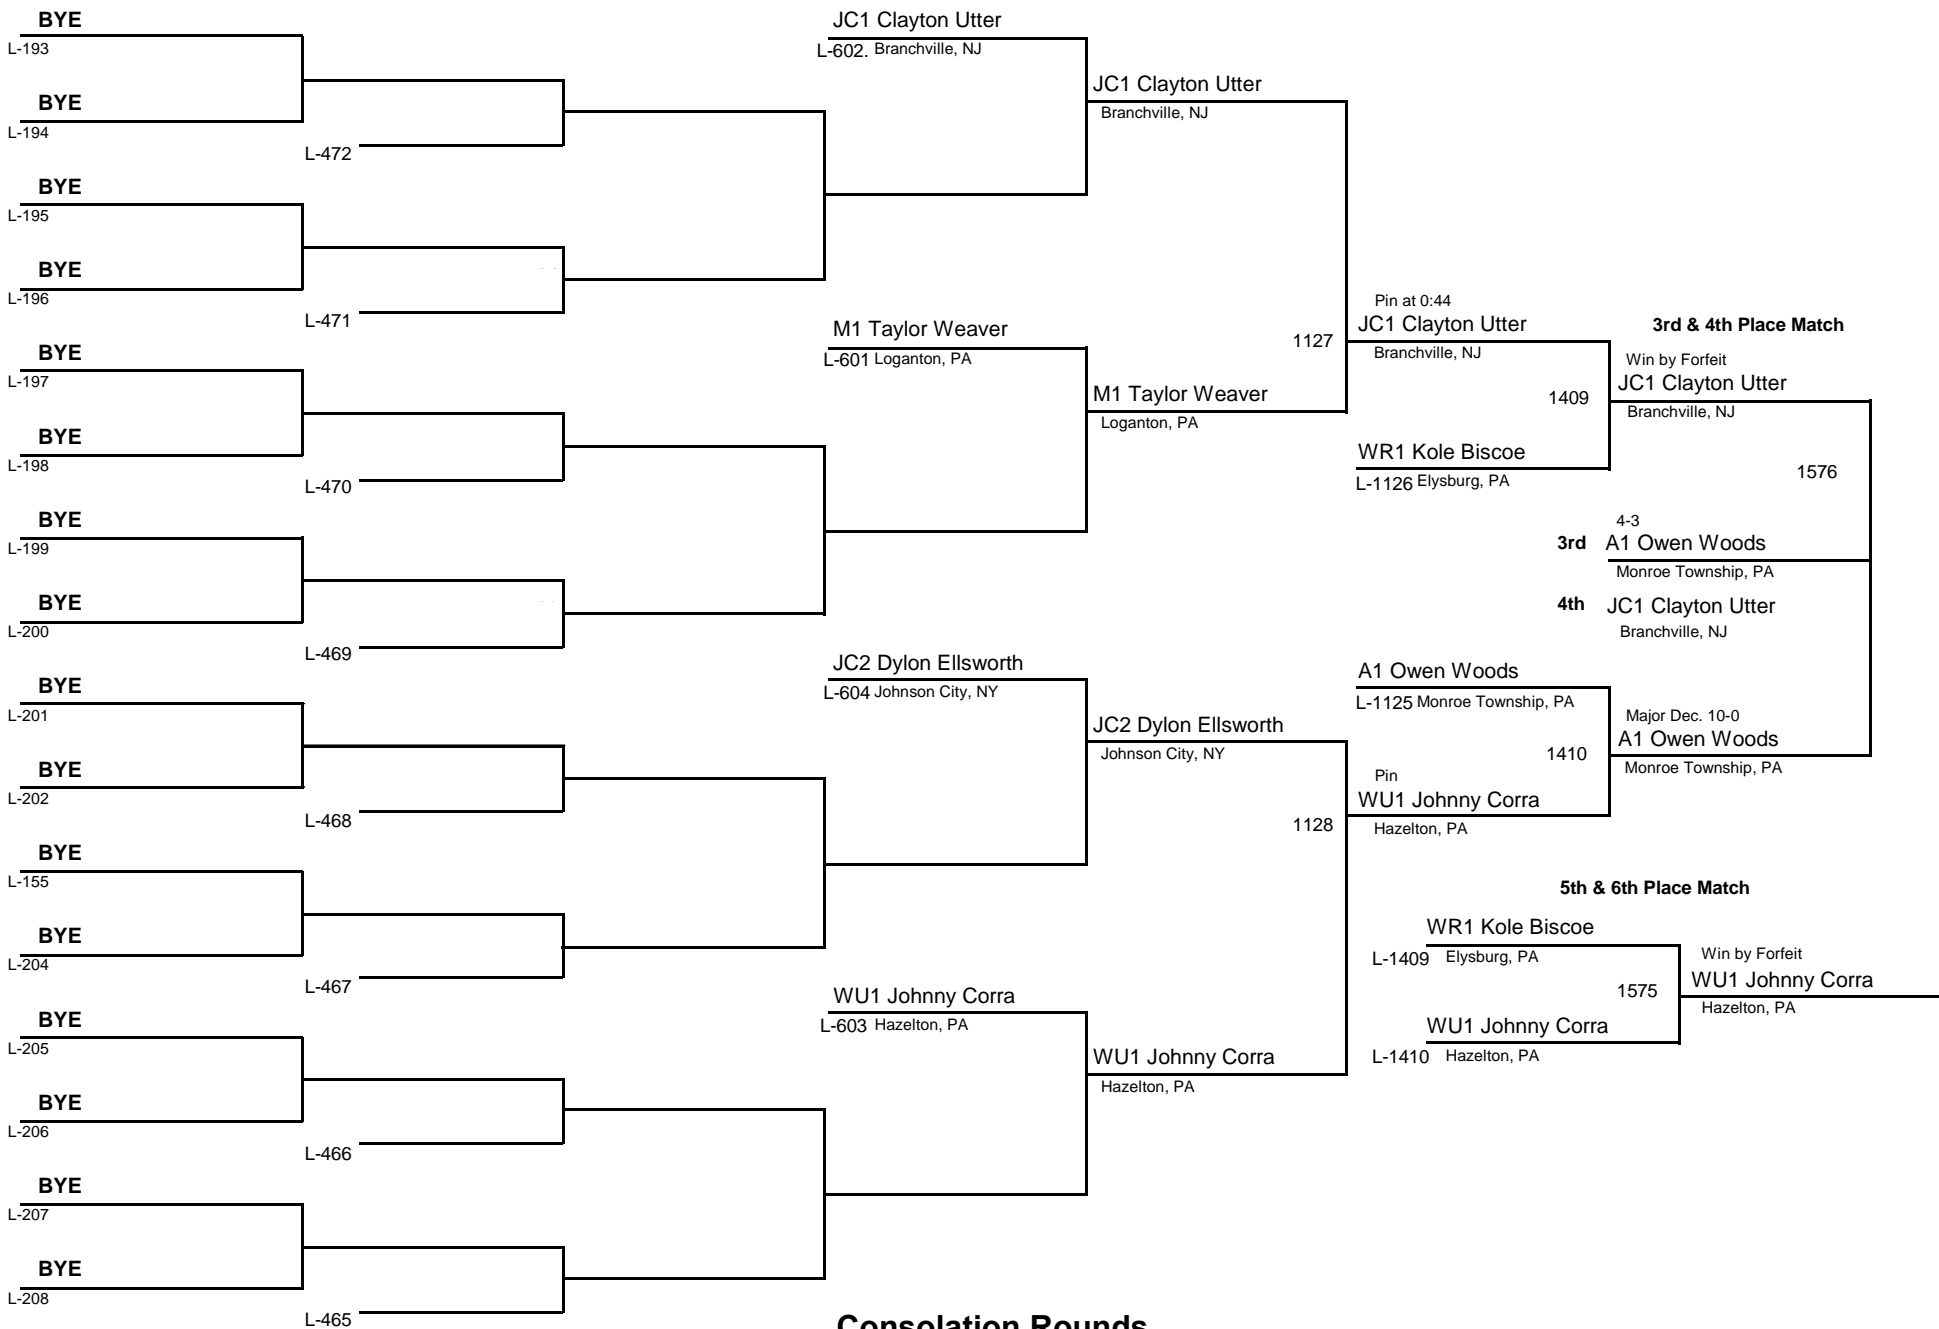 BYE
L-193
BYE
L-194
L-472
BYE
L-195
BYE
L-196
L-471
BYE
L-197
BYE
L-198
L-470
BYE
L-199
BYE
L-200
L-469
BYE
L-201
BYE
L-202
L-468
BYE
L-155
BYE
L-204
L-467
BYE
L-205
BYE
L-206
L-466
BYE
L-207
BYE
L-208
L-465
JC1 Clayton Utter
L-602. Branchville, NJ
M1 Taylor Weaver
L-601 Loganton, PA
JC2 Dylon Ellsworth
L-604 Johnson City, NY
WU1 Johnny Corra
L-603 Hazelton, PA
JC1 Clayton Utter
Branchville, NJ
1127
M1 Taylor Weaver
Loganton, PA
JC2 Dylon Ellsworth
Johnson City, NY
1128
WU1 Johnny Corra
Hazelton, PA
Pin at 0:44
JC1 Clayton Utter
Branchville, NJ
1409
WR1 Kole Biscoe
L-1126 Elysburg, PA
A1 Owen Woods
L-1125 Monroe Township, PA
1410
Pin
WU1 Johnny Corra
Hazelton, PA
3rd & 4th Place Match
Win by Forfeit
JC1 Clayton Utter
Branchville, NJ
1576
4-3
3rd A1 Owen Woods
Monroe Township, PA
4th JC1 Clayton Utter
Branchville, NJ
Major Dec. 10-0
A1 Owen Woods
Monroe Township, PA
5th & 6th Place Match
WR1 Kole Biscoe
L-1409 Elysburg, PA
1575
WU1 Johnny Corra
L-1410 Hazelton, PA
Win by Forfeit
WU1 Johnny Corra
Hazelton, PA
Consolation Rounds